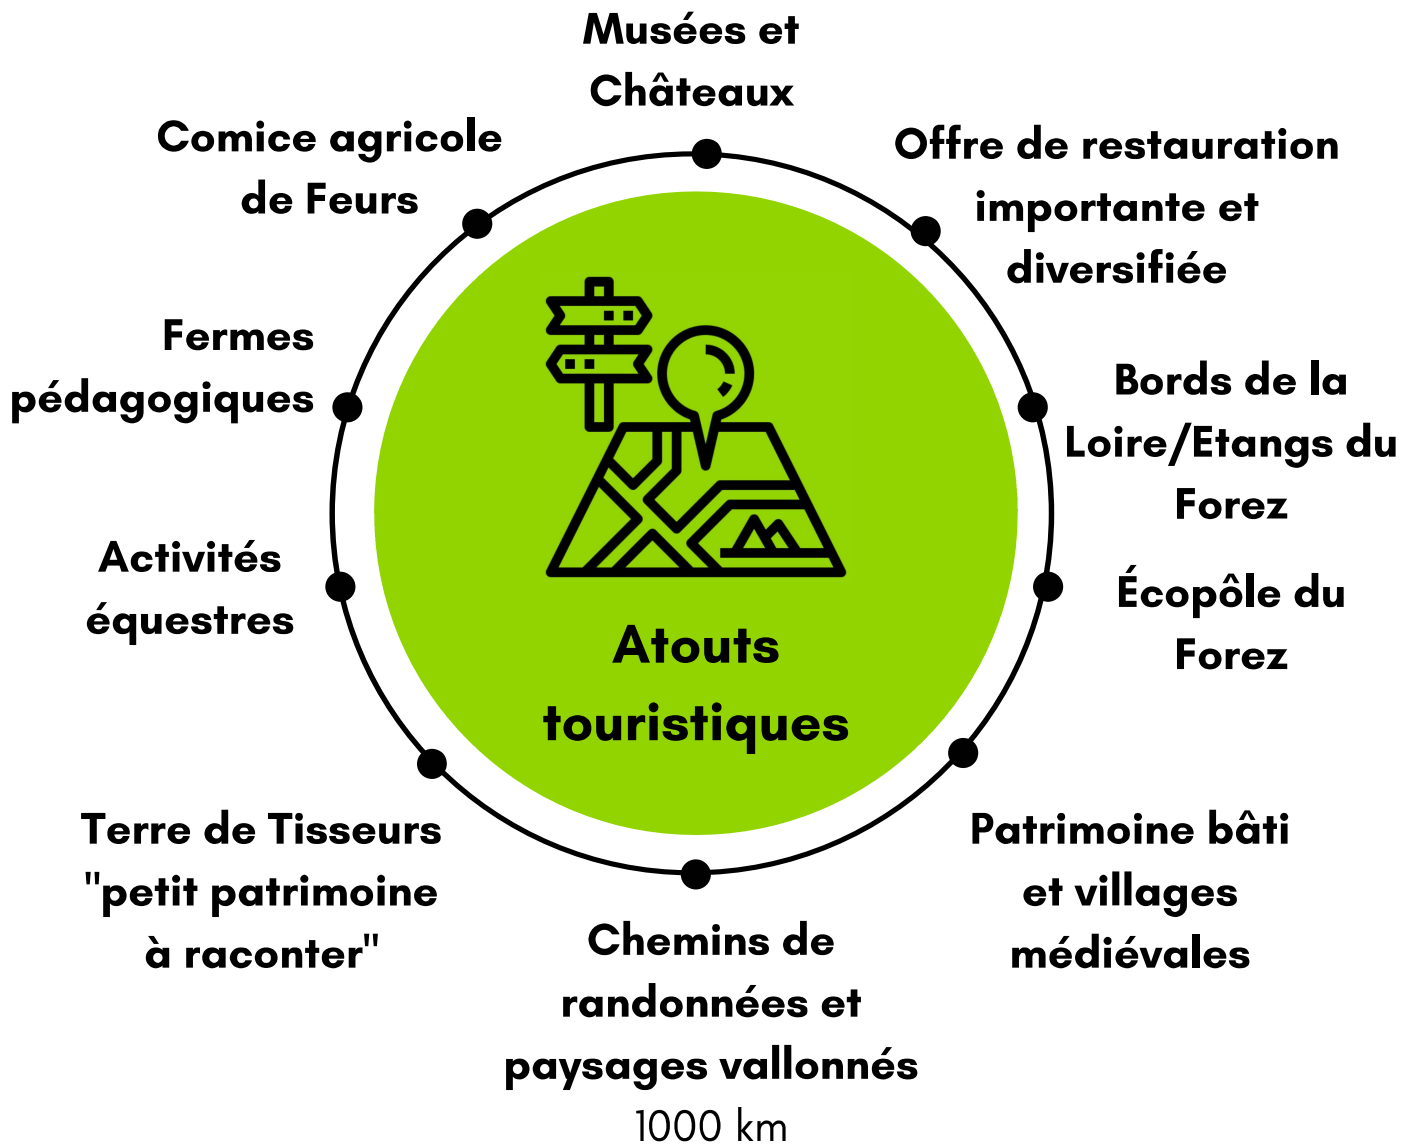 Musées et
Châteaux
Comice agricole
de Feurs
Offre de restauration
importante et
diversifiée
Fermes
pédagogiques
Bords de la
Loire/Etangs du
Forez
Activités
équestres
Écopôle du
Forez
Atouts
touristiques
Terre de Tisseurs
"petit patrimoine
à raconter"
Patrimoine bâti
et villages
médiévales
Chemins de
randonnées et
paysages vallonnés
1000 km